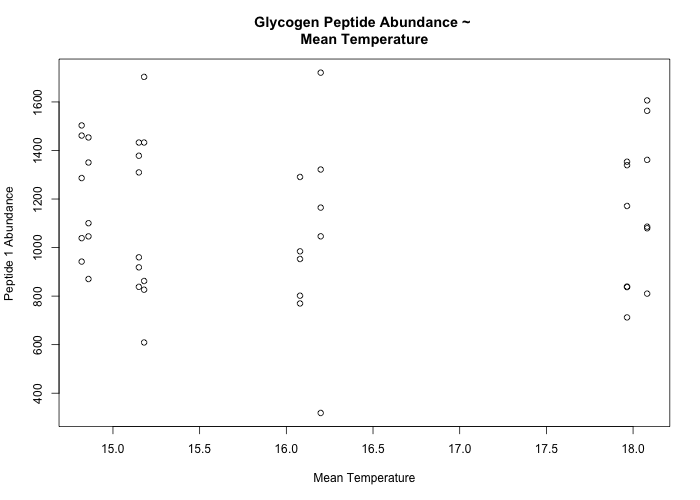 Glycogen Peptide Abundance ~
Mean Temperature
1600
1400
1200
1000
800
600
400
Peptide 1 Abundance
15.0 15.5 16.0 16.5 17.0 17.5 18.0
Mean Temperature